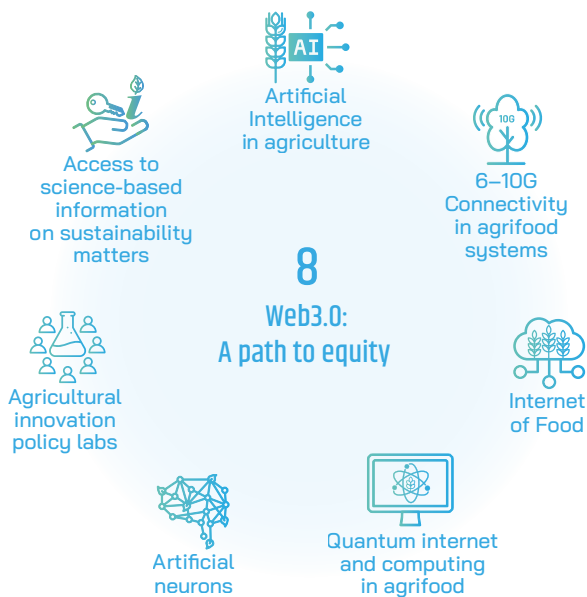 AI
Artificial
Intelligence
in agriculture
10G
6–10G
Connectivity
in agrifood
systems
Internet
of Food
Quantum internet
and computing
in agrifood
Artificial
neurons
Agricultural
innovation
policy labs
i
Access to
science-based
information
on sustainability
matters
8
Web3.0:
A path to equity